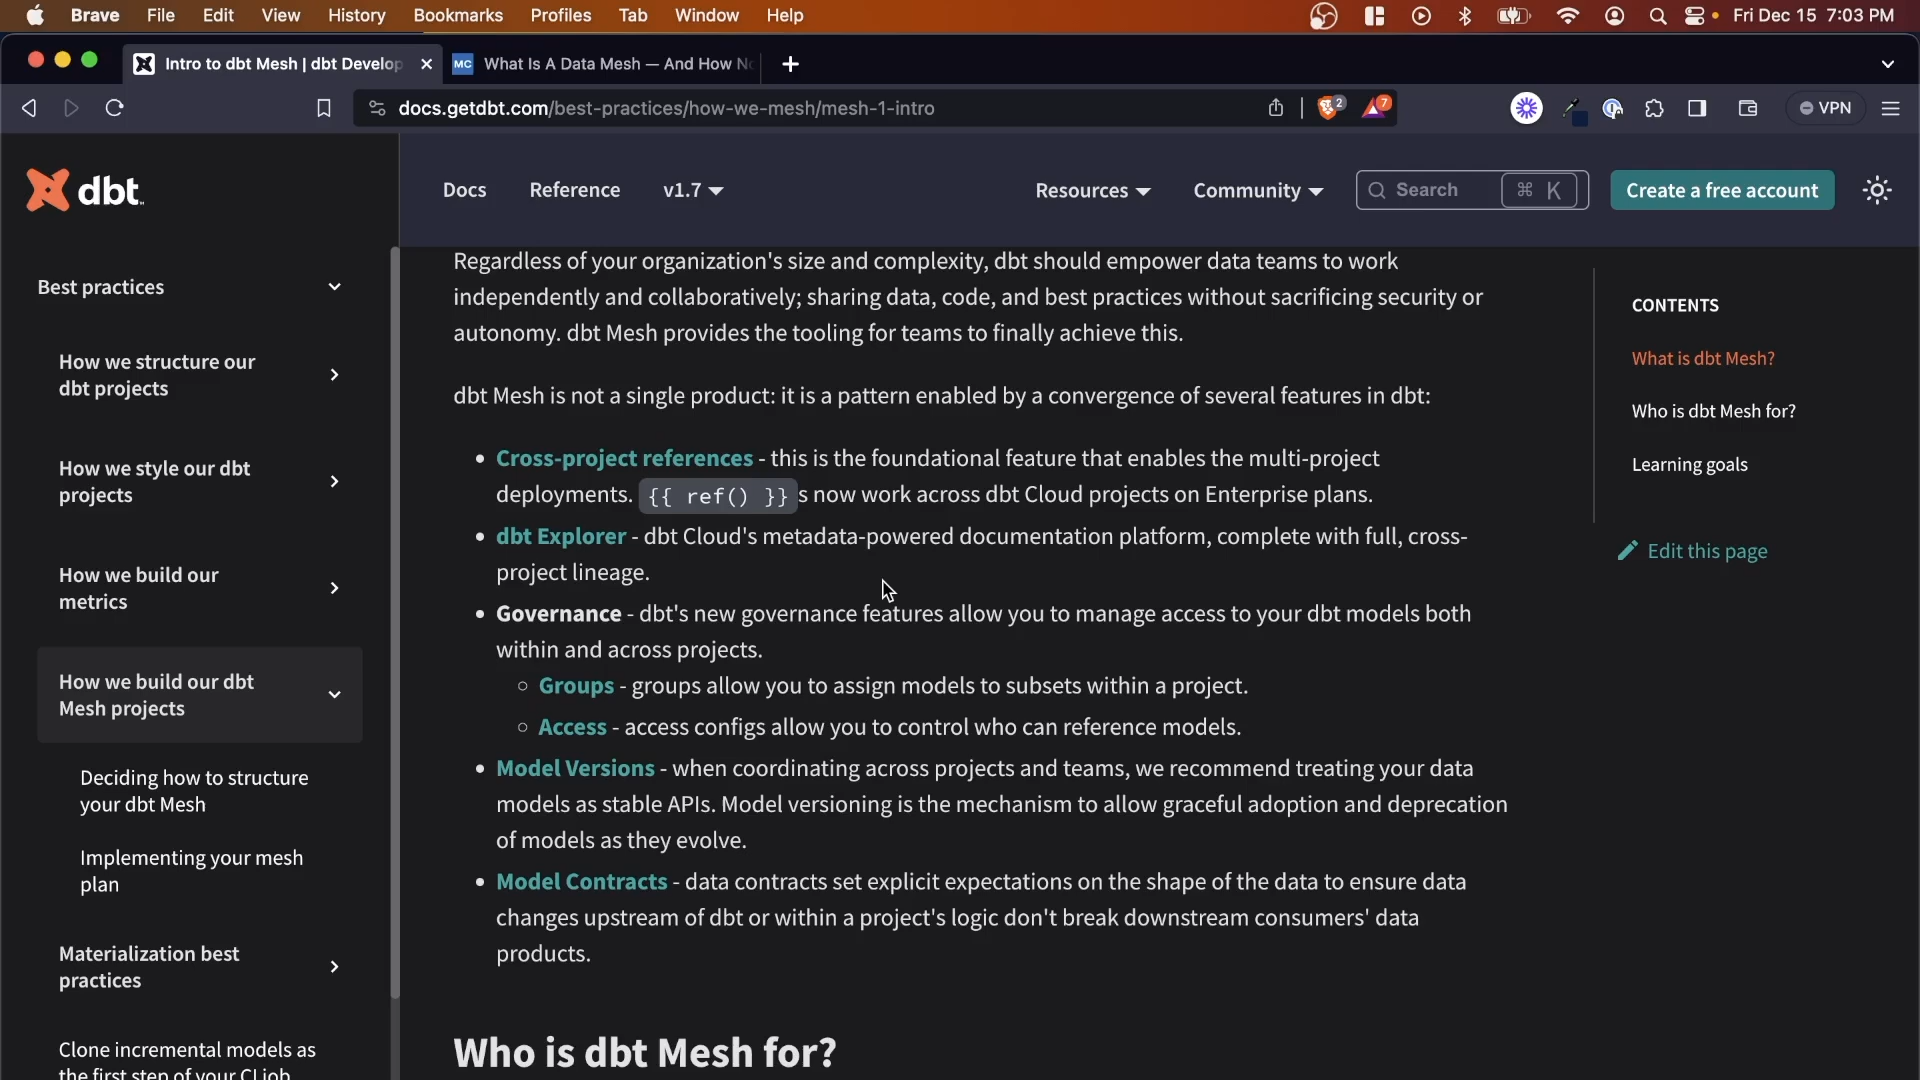 Brave File Edit View History Bookmarks Profiles Tab Window Help Fri Dec 15 7:03 PM
Intro to dbt Mesh | dbt Develop
MC What Is A Data Mesh — And How No
docs.getdbt.com/best-practices/how-we-mesh/mesh-1-intro 2 7 VPN
dbt
Docs Reference v1.7 Resources Community Search ⌘ K Create a free account
Best practices
How we structure our
dbt projects
How we style our dbt
projects
How we build our
metrics
How we build our dbt
Mesh projects
Deciding how to structure
your dbt Mesh
Implementing your mesh
plan
Materialization best
practices
Clone incremental models as
the first step of your CI job
Regardless of your organization's size and complexity, dbt should empower data teams to work
independently and collaboratively; sharing data, code, and best practices without sacrificing security or
autonomy. dbt Mesh provides the tooling for teams to finally achieve this.
dbt Mesh is not a single product: it is a pattern enabled by a convergence of several features in dbt:
• Cross-project references - this is the foundational feature that enables the multi-project
deployments. {{ ref() }}s now work across dbt Cloud projects on Enterprise plans.
• dbt Explorer - dbt Cloud's metadata-powered documentation platform, complete with full, cross-
project lineage.
• Governance - dbt's new governance features allow you to manage access to your dbt models both
within and across projects.
○ Groups - groups allow you to assign models to subsets within a project.
○ Access - access configs allow you to control who can reference models.
• Model Versions - when coordinating across projects and teams, we recommend treating your data
models as stable APIs. Model versioning is the mechanism to allow graceful adoption and deprecation
of models as they evolve.
• Model Contracts - data contracts set explicit expectations on the shape of the data to ensure data
changes upstream of dbt or within a project's logic don't break downstream consumers' data
products.
Who is dbt Mesh for?
CONTENTS
What is dbt Mesh?
Who is dbt Mesh for?
Learning goals
Edit this page